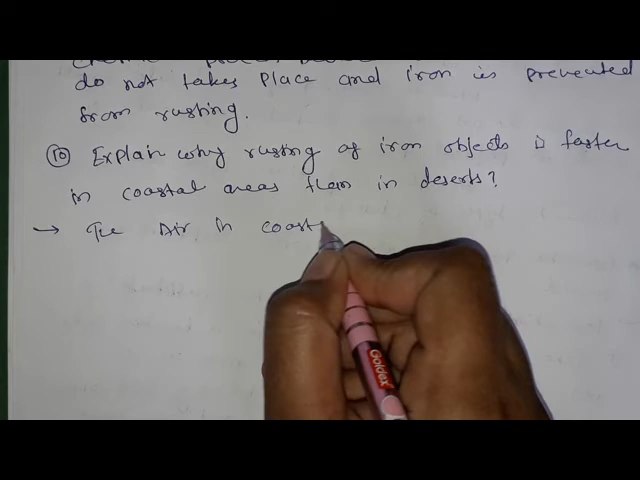 do not takes place and iron is prevented
from rusting.
(10) Explain why rusting of iron objects is faster
in coastal areas than in deserts?
→ The Air in coast
Goldex